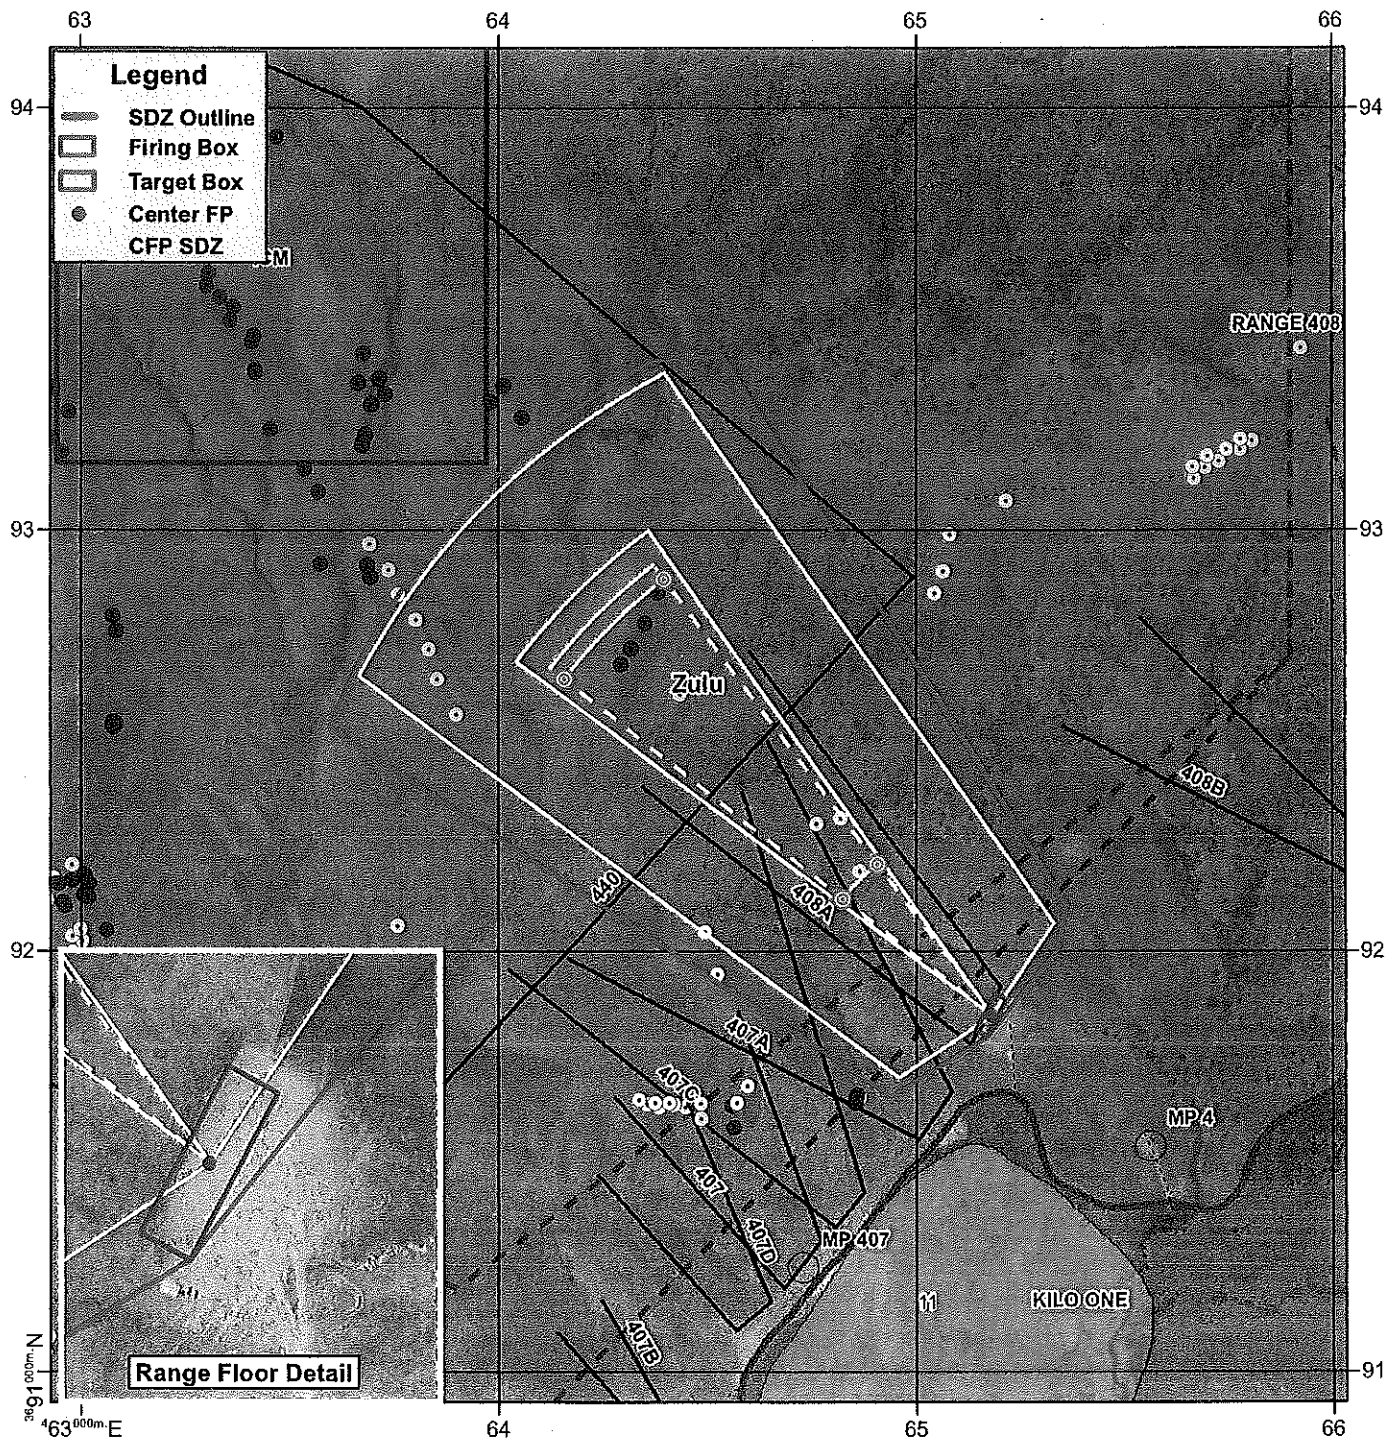 63 64 65 66
94 94
Legend
SDZ Outline
Firing Box
Target Box
Center FP
CFP SDZ
RANGE 408
93 93
Zulu
408B
440
408A
92 92
407A
407C
MP 4
407
407D
MP 407
11
KILO ONE
407B
Range Floor Detail
91
³⁶91⁰⁰⁰ᵐ·N
⁴63⁰⁰⁰ᵐ·E 64 65 66